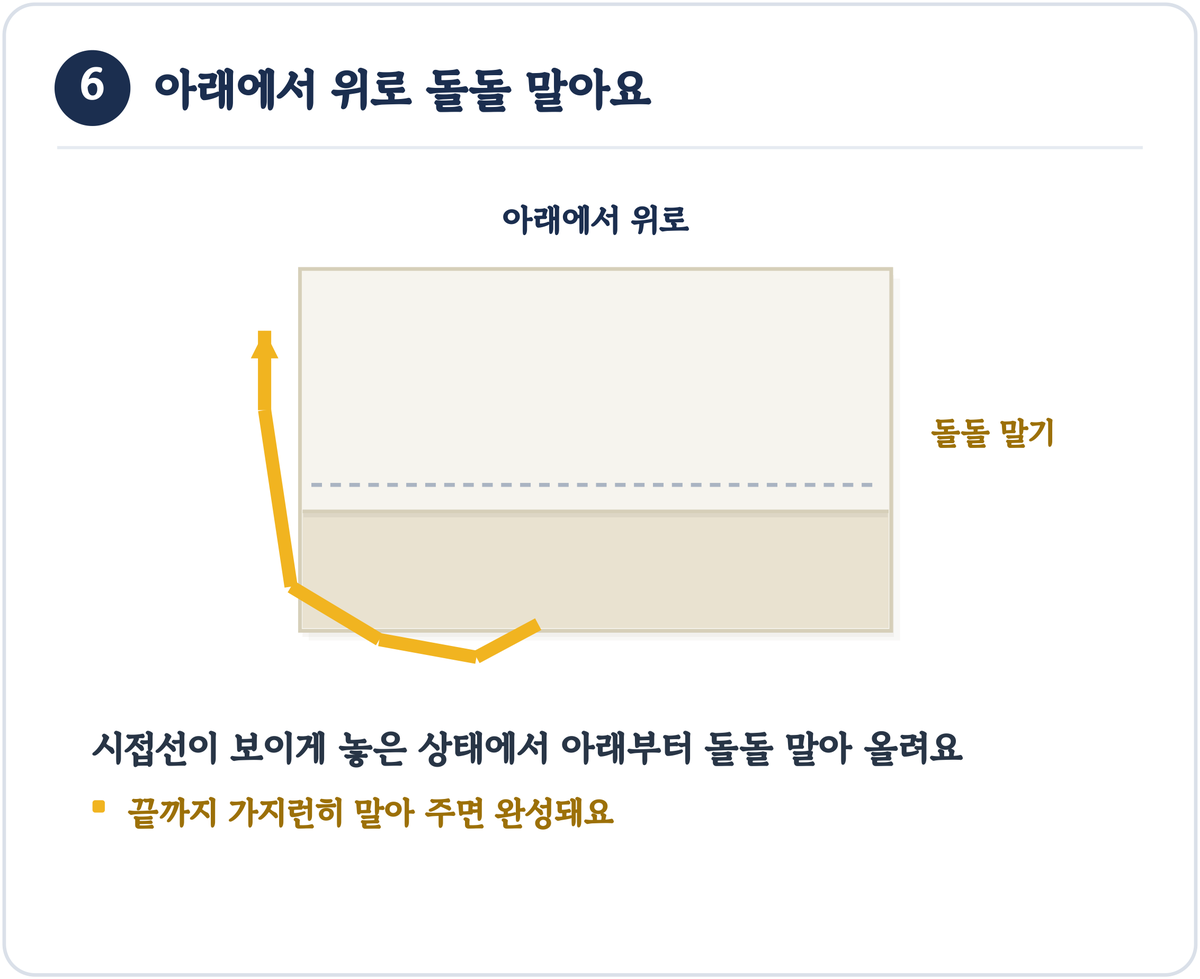 6 아래에서 위로 돌돌 말아요
아래에서 위로
돌돌 말기
시접선이 보이게 놓은 상태에서 아래부터 돌돌 말아 올려요
끝까지 가지런히 말아 주면 완성돼요